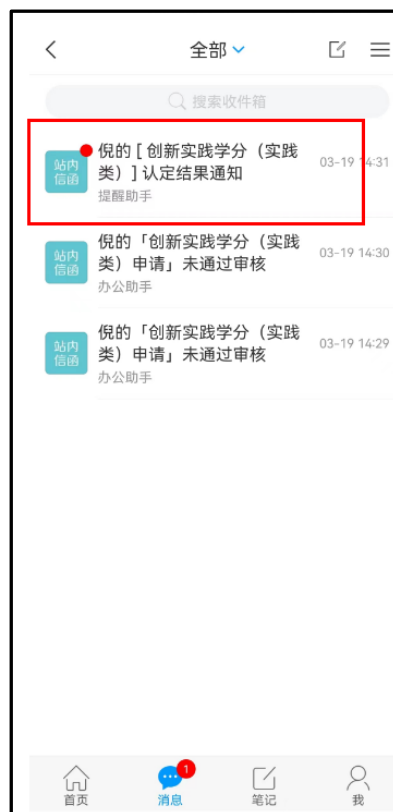 全部
搜索收件箱
站内
信函
倪的 [ 创新实践学分（实践
类）] 认定结果通知
03-19 14:31
提醒助手
站内
信函
倪的「创新实践学分（实践
类）申请」未通过审核
03-19 14:30
办公助手
站内
信函
倪的「创新实践学分（实践
类）申请」未通过审核
03-19 14:29
办公助手
1
首页
消息
笔记
我